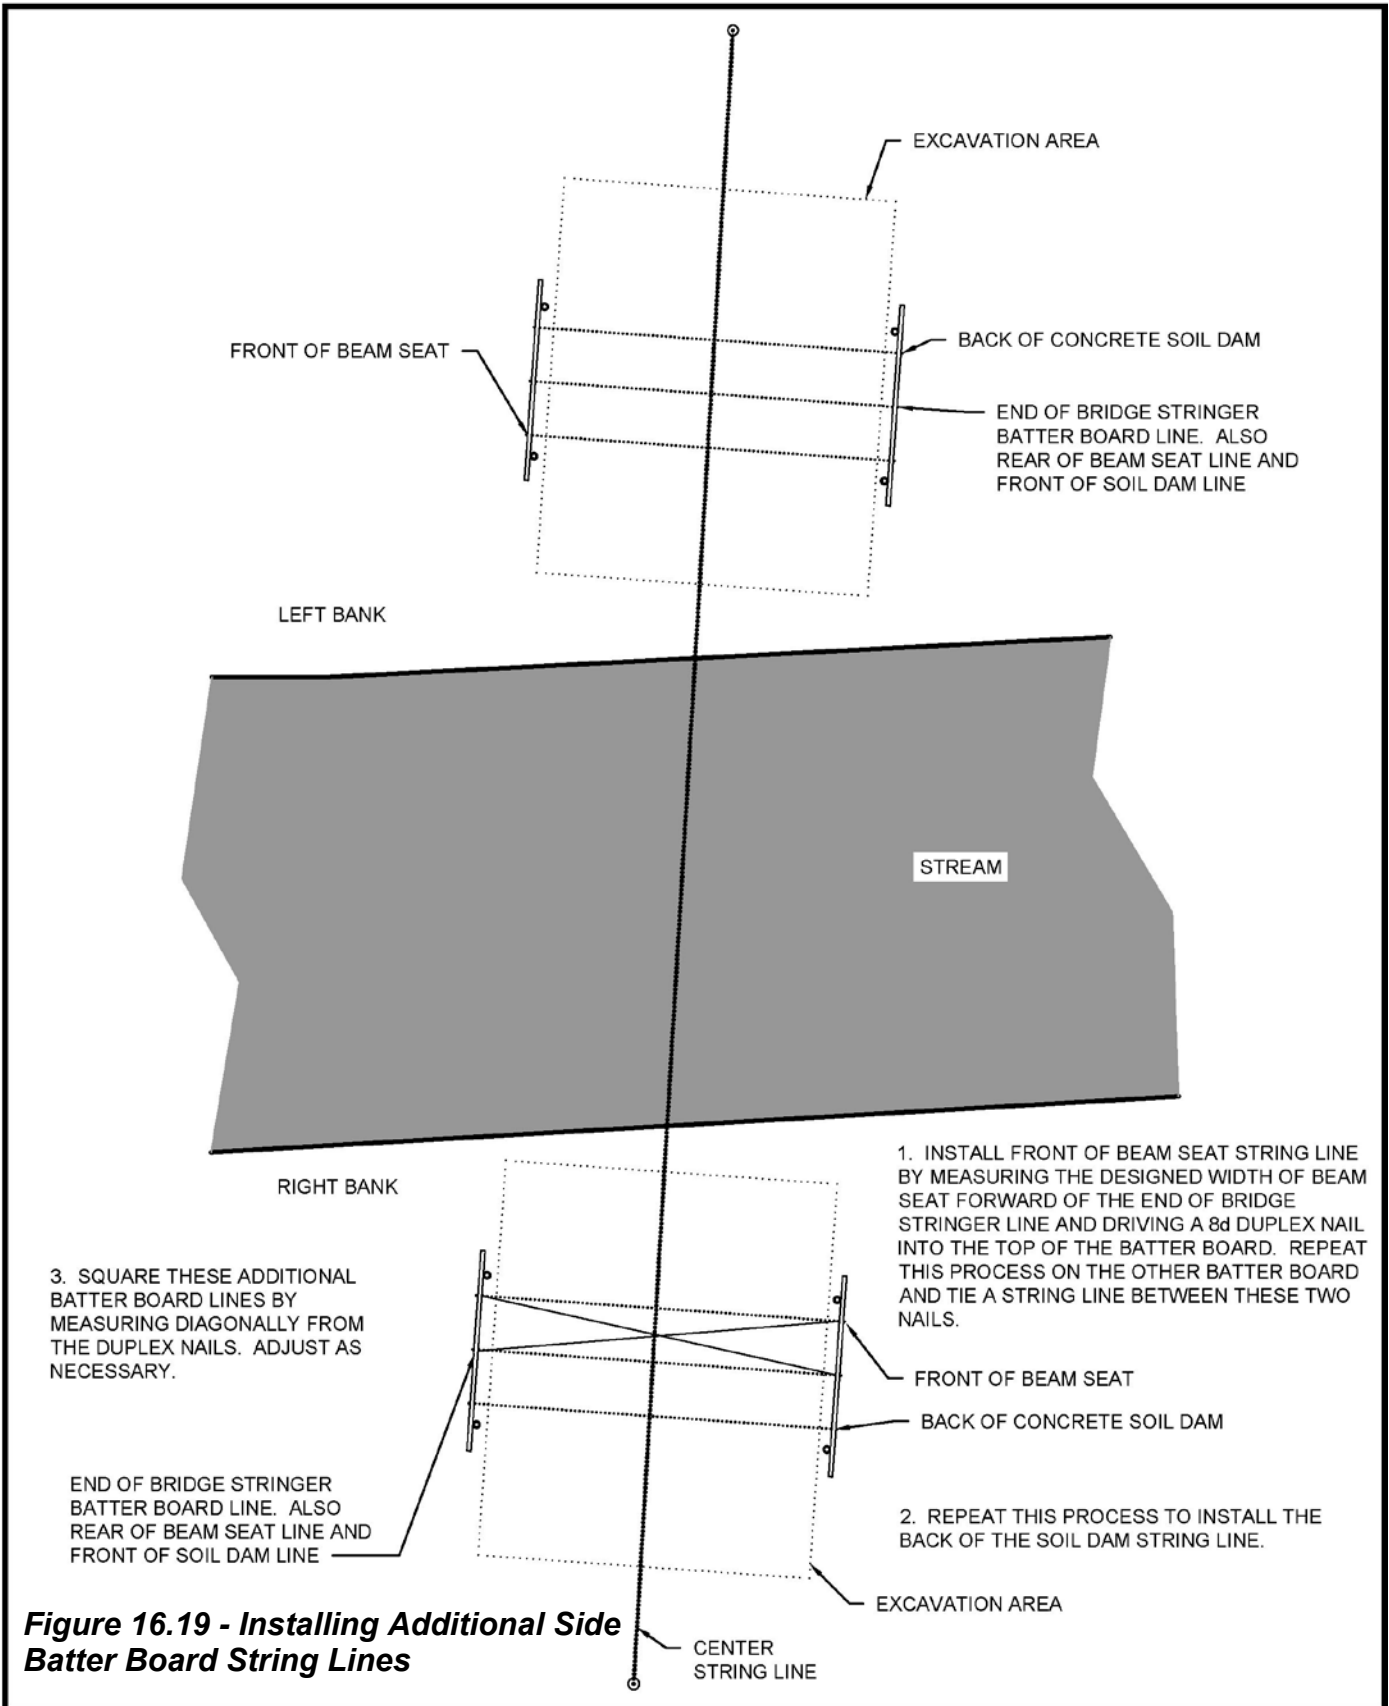 EXCAVATION AREA
FRONT OF BEAM SEAT
BACK OF CONCRETE SOIL DAM
END OF BRIDGE STRINGER
BATTER BOARD LINE. ALSO
REAR OF BEAM SEAT LINE AND
FRONT OF SOIL DAM LINE
LEFT BANK
STREAM
RIGHT BANK
1. INSTALL FRONT OF BEAM SEAT STRING LINE
BY MEASURING THE DESIGNED WIDTH OF BEAM
SEAT FORWARD OF THE END OF BRIDGE
STRINGER LINE AND DRIVING A 8d DUPLEX NAIL
INTO THE TOP OF THE BATTER BOARD. REPEAT
THIS PROCESS ON THE OTHER BATTER BOARD
AND TIE A STRING LINE BETWEEN THESE TWO
NAILS.
3. SQUARE THESE ADDITIONAL
BATTER BOARD LINES BY
MEASURING DIAGONALLY FROM
THE DUPLEX NAILS. ADJUST AS
NECESSARY.
FRONT OF BEAM SEAT
BACK OF CONCRETE SOIL DAM
END OF BRIDGE STRINGER
BATTER BOARD LINE. ALSO
REAR OF BEAM SEAT LINE AND
FRONT OF SOIL DAM LINE
2. REPEAT THIS PROCESS TO INSTALL THE
BACK OF THE SOIL DAM STRING LINE.
EXCAVATION AREA
CENTER
STRING LINE
Figure 16.19 - Installing Additional Side
Batter Board String Lines